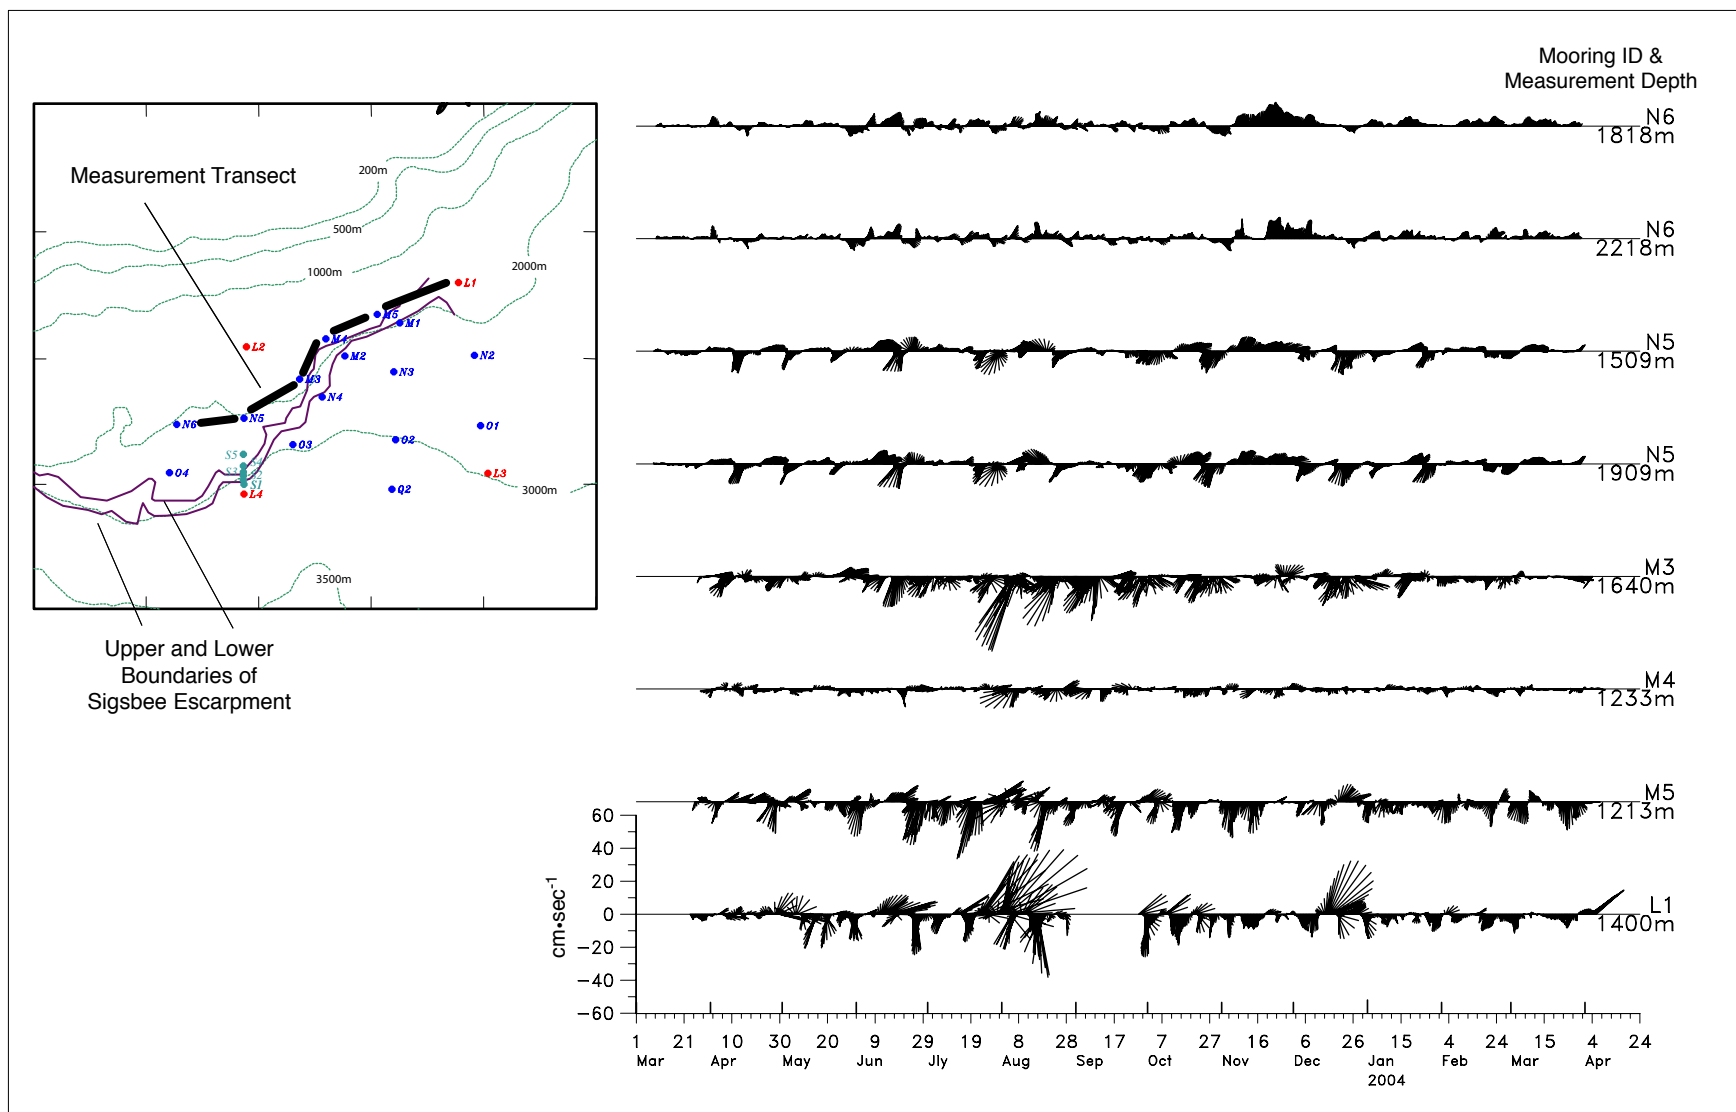 Mooring ID &
Measurement Depth
Measurement Transect
200m
500m
1000m
2000m
3000m
3500m
L1
M5
M1
M4
M2
L2
N2
N3
M3
N4
N5
N6
O1
O2
O3
S5
S4
S3
S2
S1
O4
L4
L3
Q2
Upper and Lower
Boundaries of
Sigsbee Escarpment
N6
1818m
N6
2218m
N5
1509m
N5
1909m
M3
1640m
M4
1233m
M5
1213m
L1
1400m
60
40
20
0
−20
−40
−60
cm•sec-1
1 21 10 30 20 9 29 19 8 28 17 7 27 16 6 26 15 4 24 15 4 24
Mar Apr May Jun Jly Aug Sep Oct Nov Dec Jan Feb Mar Apr
2004